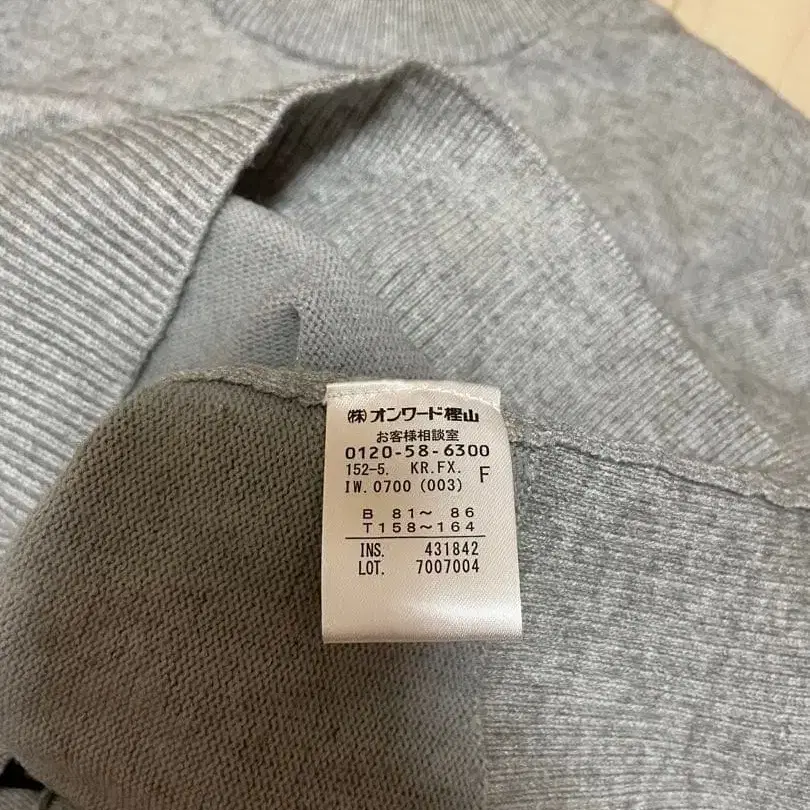 ㈱オンワード樫山
お客様相談室
0120-58-6300
152-5. KR.FX. F
IW.0700 (003)
B 81〜 86
T158〜164
INS. 431842
LOT. 7007004